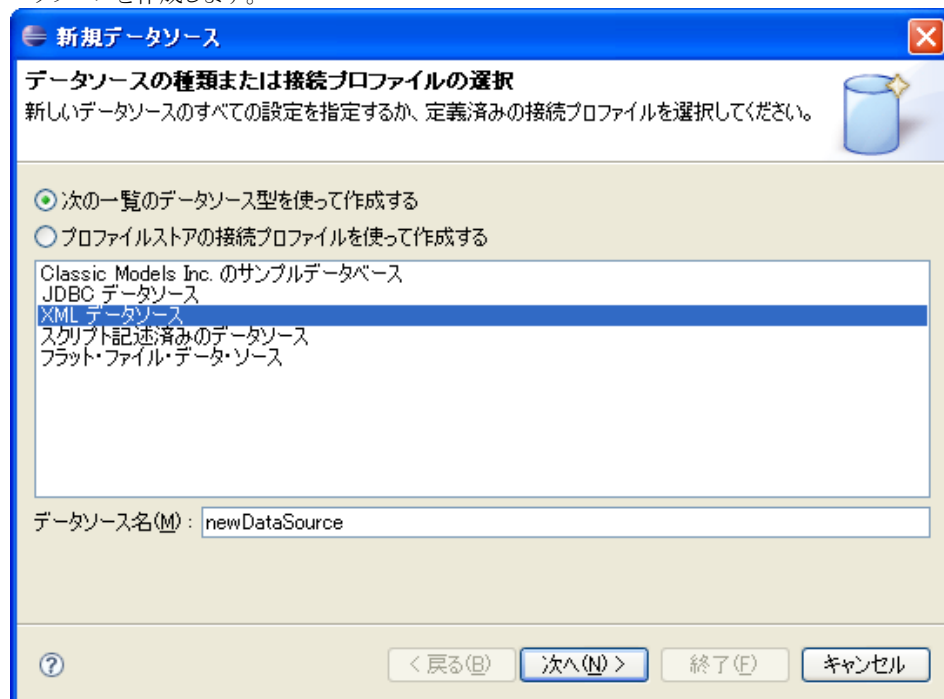 新規データソース
データソースの種類または接続プロファイルの選択
新しいデータソースのすべての設定を指定するか、定義済みの接続プロファイルを選択してください。
次の一覧のデータソース型を使って作成する
プロファイルストアの接続プロファイルを使って作成する
Classic Models Inc. のサンプルデータベース
JDBC データソース
XML データソース
スクリプト記述済みのデータソース
フラット・ファイル・データ・ソース
データソース名(M) : newDataSource
< 戻る(B) 次へ(N) > 終了(F) キャンセル